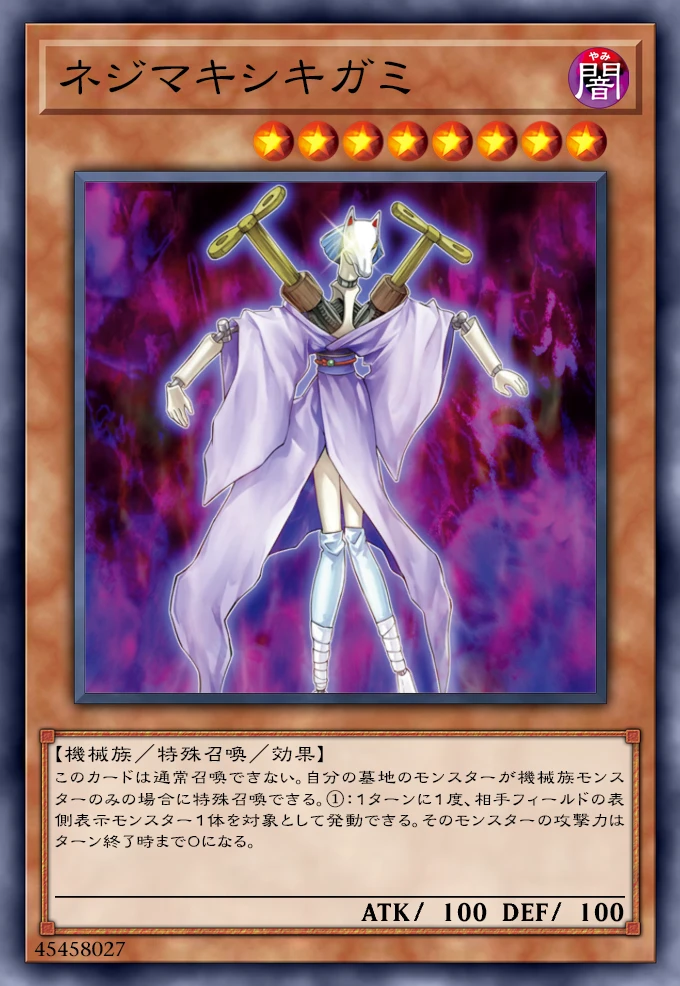 ネジマキシキガミ
やみ
闇
【機械族／特殊召喚／効果】
このカードは通常召喚できない。自分の墓地のモンスターが機械族モンス
ターのみの場合に特殊召喚できる。①：１ターンに１度、相手フィールドの表
側表示モンスター１体を対象として発動できる。そのモンスターの攻撃力は
ターン終了時まで０になる。
ATK/ 100 DEF/ 100
45458027